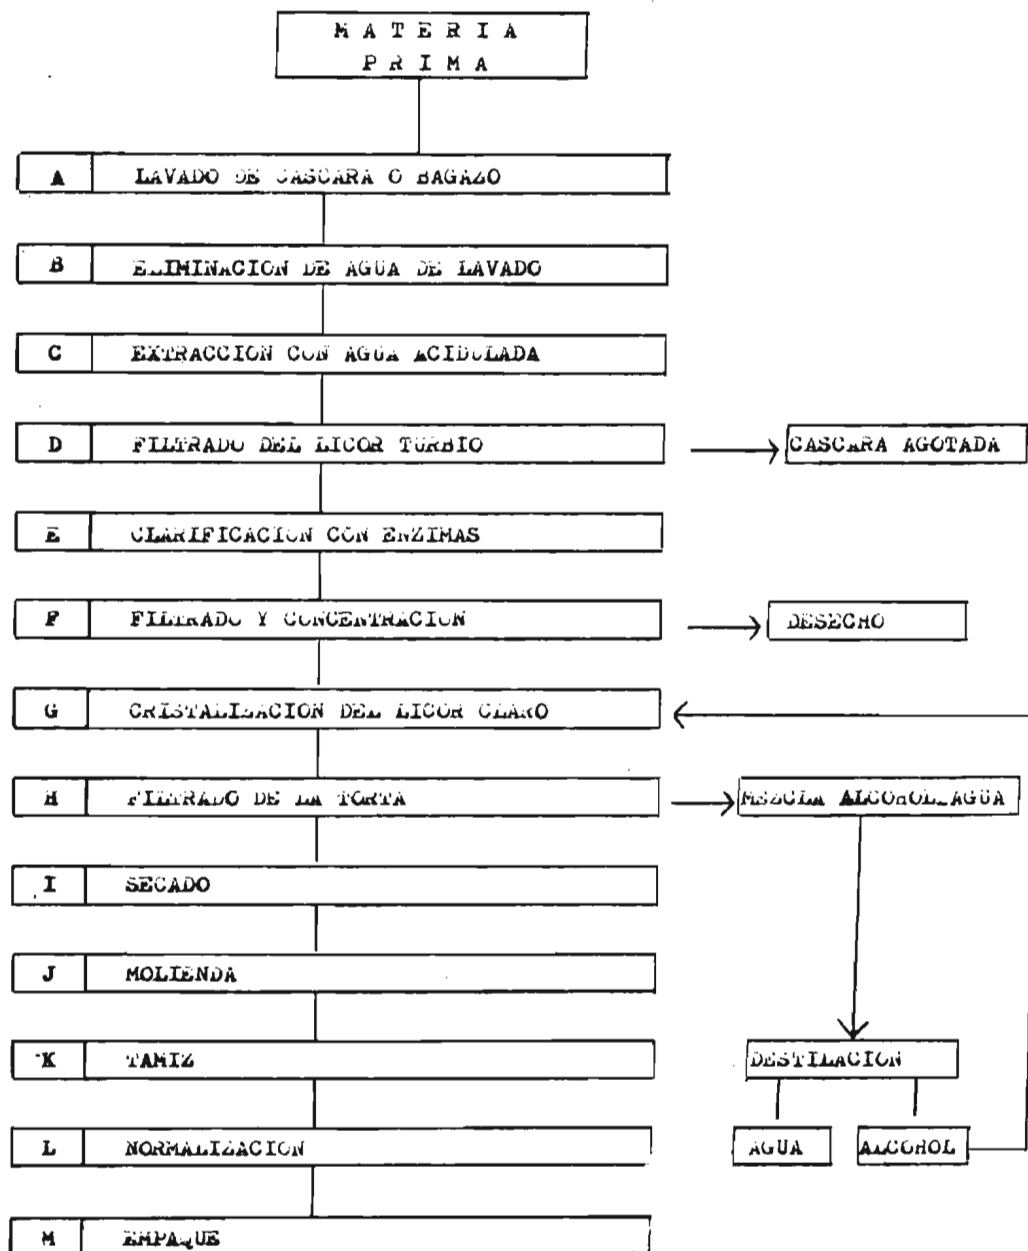 MATERIA
PRIMA
A LAVADO DE CASCARA O BAGAZO
B ELIMINACION DE AGUA DE LAVADO
C EXTRACCION CON AGUA ACIDULADA
D FILTRADO DEL LICOR TURBIO
CASCARA AGOTADA
E CLARIFICACION CON ENZIMAS
F FILTRADO Y CONCENTRACION
DESECHO
G CRISTALIZACION DEL LICOR CLARO
H FILTRADO DE LA TORTA
MEZCLA ALCOHOL-AGUA
I SECADO
J MOLIENDA
K TAMIZ
DESTILACION
L NORMALIZACION
AGUA
ALCOHOL
M EMPAQUE